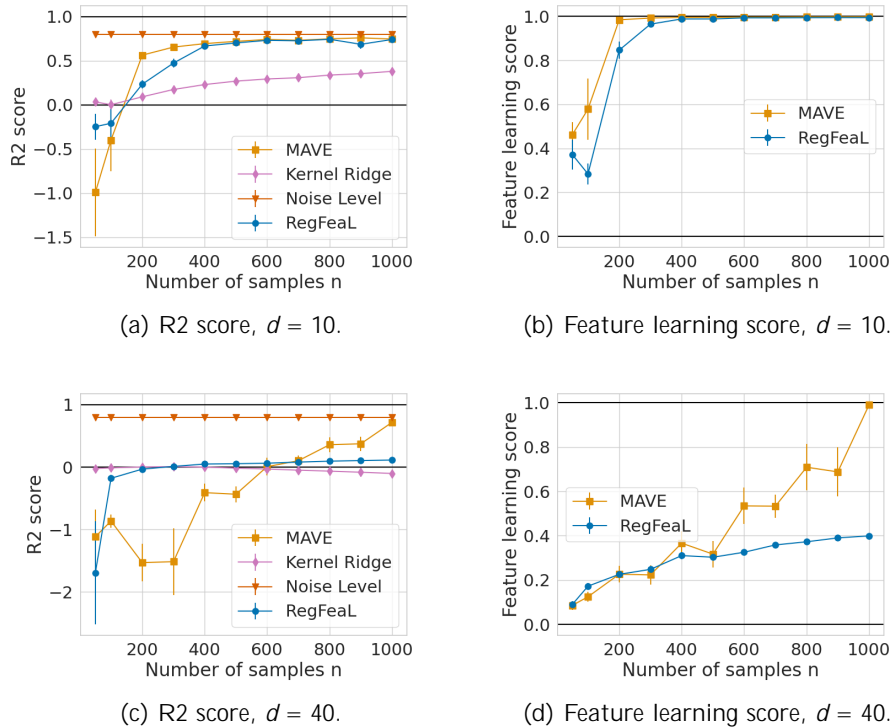 1.0
0.5
0.0
−0.5
−1.0
−1.5
R2 score
MAVE
Kernel Ridge
Noise Level
RegFeaL
200 400 600 800 1000
Number of samples n
(a) R2 score, d = 10.
1.0
0.8
0.6
0.4
0.2
0.0
Feature learning score
MAVE
RegFeaL
200 400 600 800 1000
Number of samples n
(b) Feature learning score, d = 10.
1
0
−1
−2
R2 score
MAVE
Kernel Ridge
Noise Level
RegFeaL
200 400 600 800 1000
Number of samples n
(c) R2 score, d = 40.
1.0
0.8
0.6
0.4
0.2
0.0
Feature learning score
MAVE
RegFeaL
200 400 600 800 1000
Number of samples n
(d) Feature learning score, d = 40.